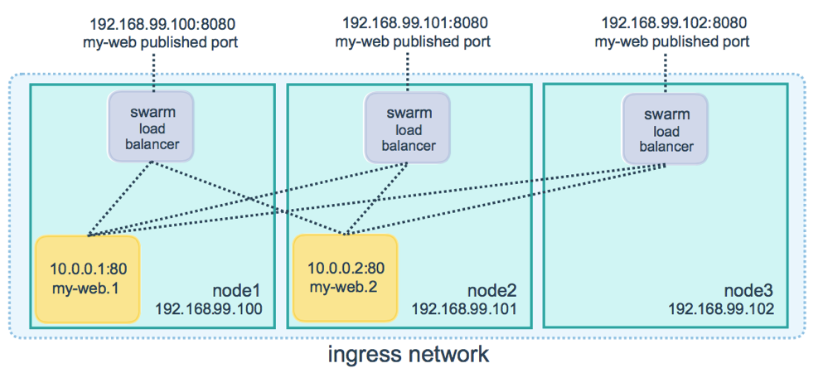 192.168.99.100:8080
my-web published port
192.168.99.101:8080
my-web published port
192.168.99.102:8080
my-web published port
swarm
load
balancer
swarm
load
balancer
swarm
load
balancer
10.0.0.1:80
my-web.1
node1
192.168.99.100
10.0.0.2:80
my-web.2
node2
192.168.99.101
node3
192.168.99.102
ingress network